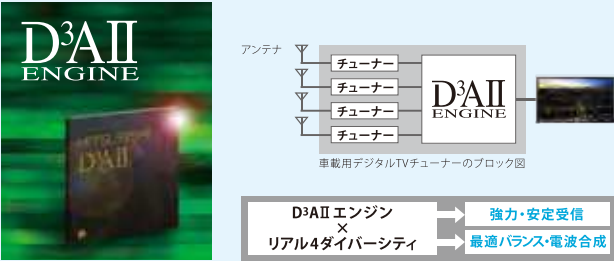 D³AII
ENGINE
D³AII
アンテナ
チューナー
チューナー
チューナー
チューナー
D³AII
ENGINE
車載用デジタルTVチューナーのブロック図
D³AⅡ エンジン
×
リアル4ダイバーシティ
強力・安定受信
最適バランス・電波合成